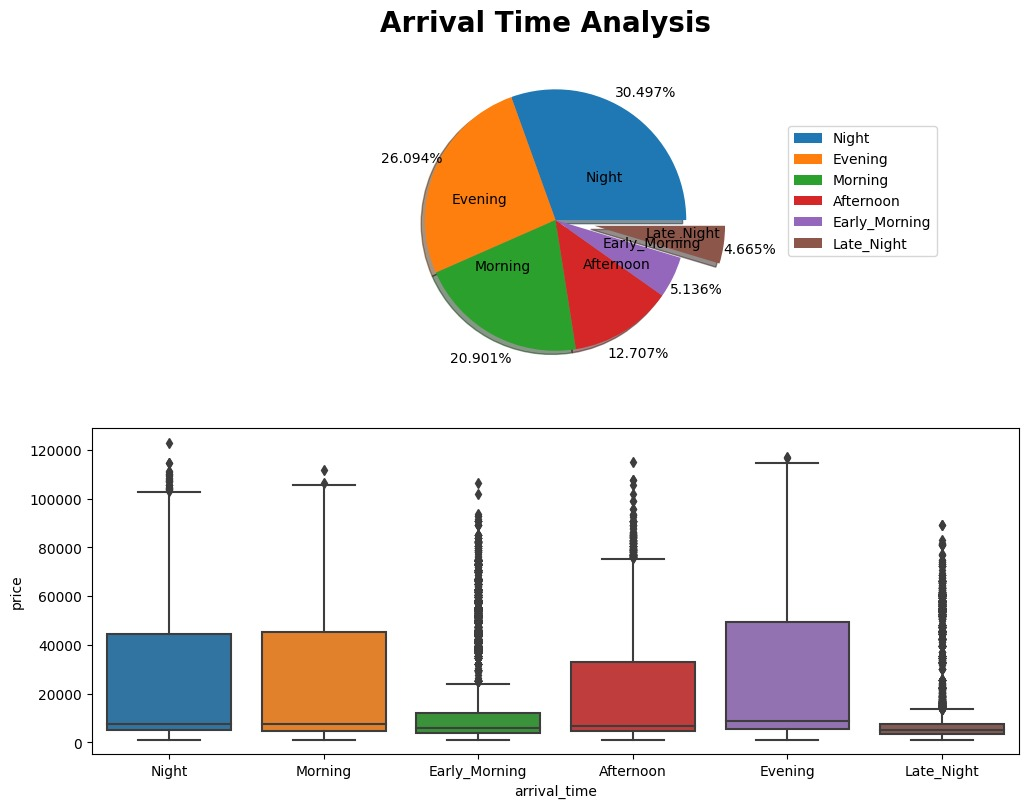 Arrival Time Analysis
30.497%
26.094%
Night
Evening
Morning
Afternoon
Early_Morning
Late_Night
4.665%
5.136%
12.707%
20.901%
Night
Evening
Morning
Afternoon
Early_Morning
Late_Night
120000
100000
80000
60000
40000
20000
0
price
Night Morning Early_Morning Afternoon Evening Late_Night
arrival_time